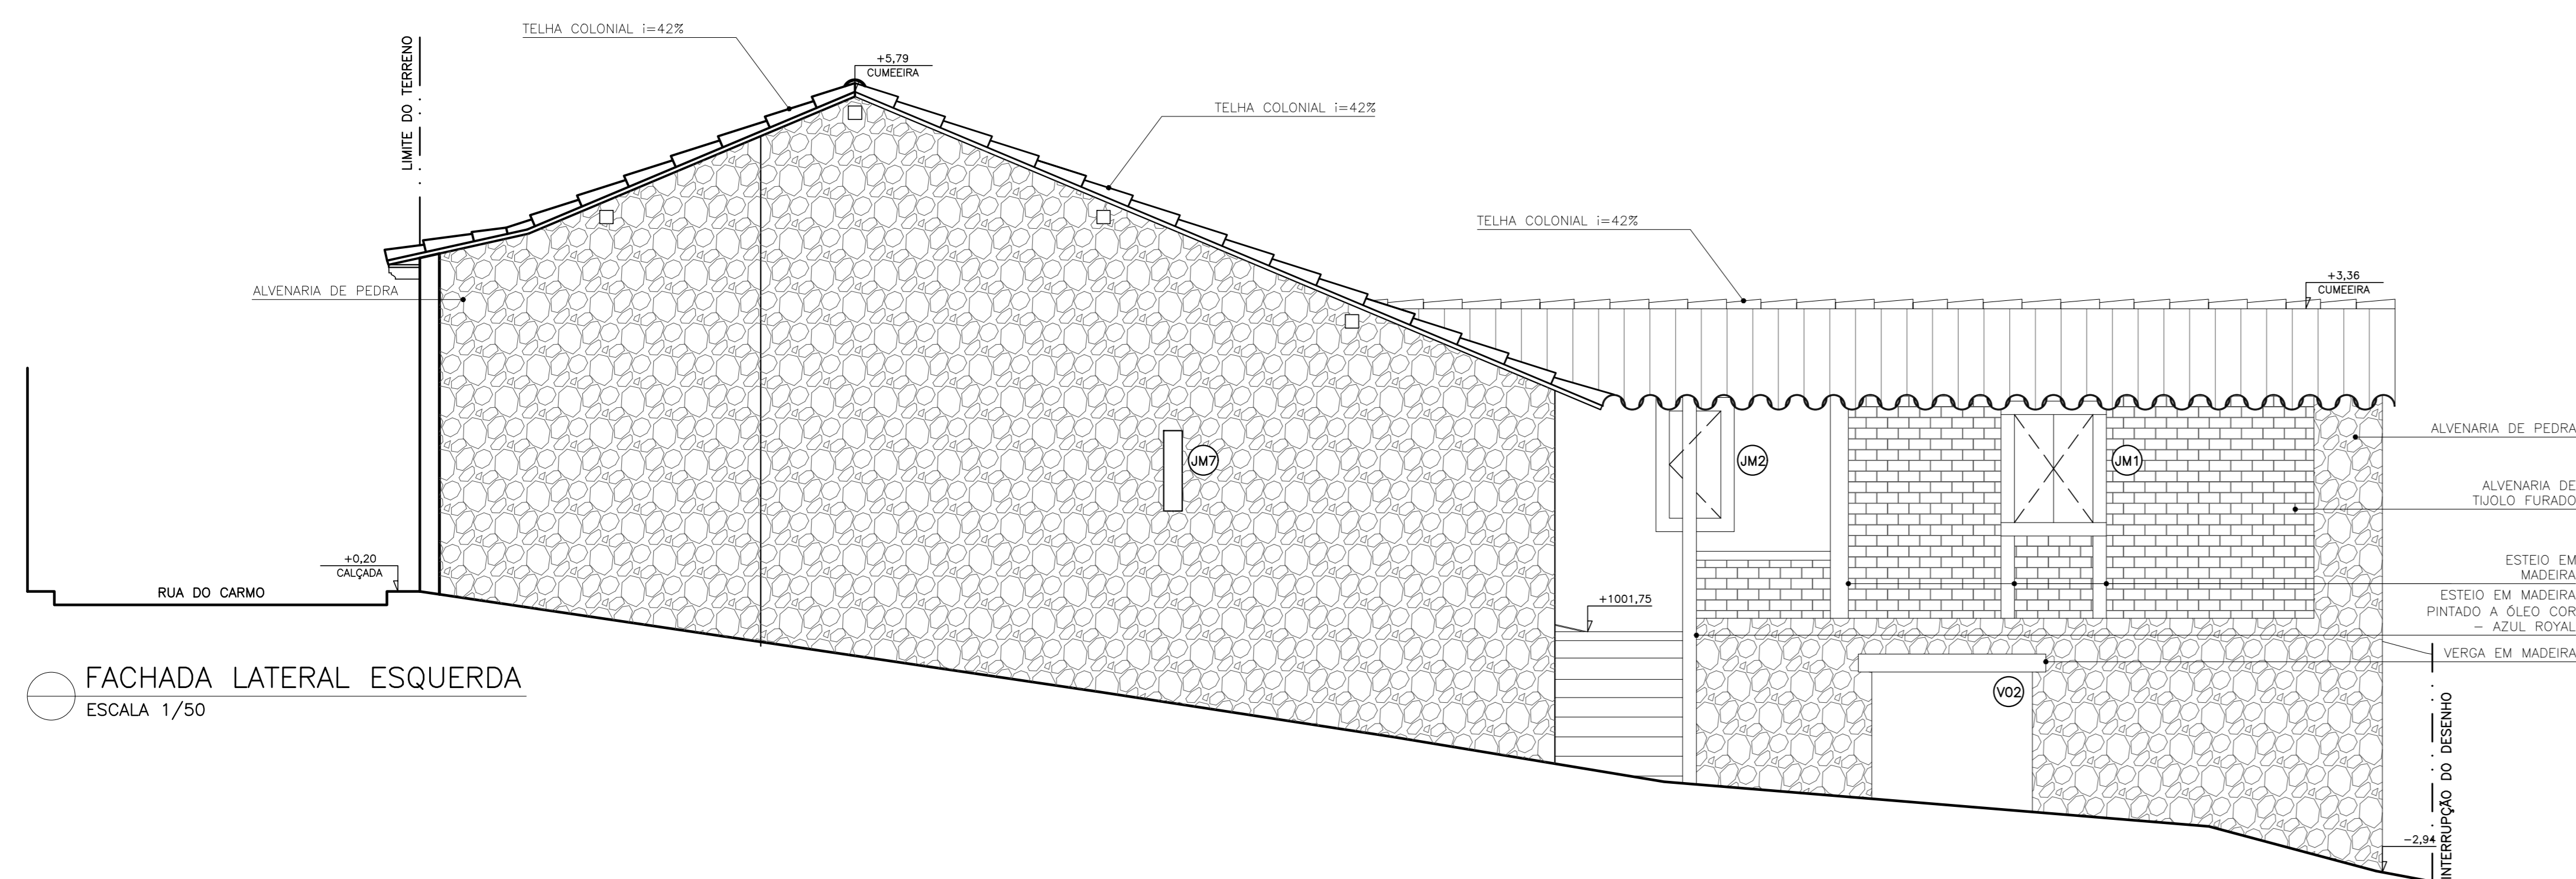 TELHA COLONIAL i=42%
LIMITE DO TERRENO
+5,79
CUMEEIRA
TELHA COLONIAL i=42%
TELHA COLONIAL i=42%
+3,36
CUMEEIRA
ALVENARIA DE PEDRA
ALVENARIA DE PEDRA
JM7
JM2
JM1
ALVENARIA DE
TIJOLO FURADO
+0,20
CALÇADA
RUA DO CARMO
ESTEIO EM
MADEIRA
+1001,75
ESTEIO EM MADEIRA
PINTADO A ÓLEO COR
- AZUL ROYAL
VERGA EM MADEIRA
V02
FACHADA LATERAL ESQUERDA
ESCALA 1/50
INTERRUPÇÃO DO DESENHO
-2,94